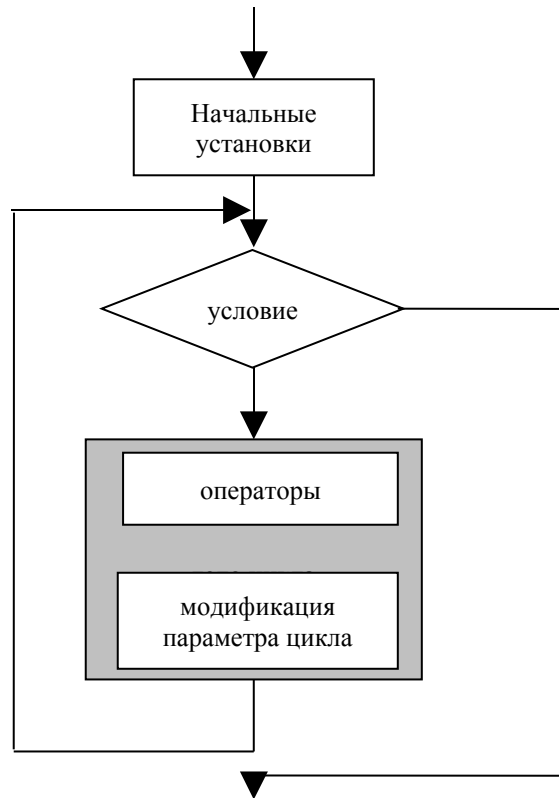 Начальные
установки
условие
операторы
модификация
параметра цикла